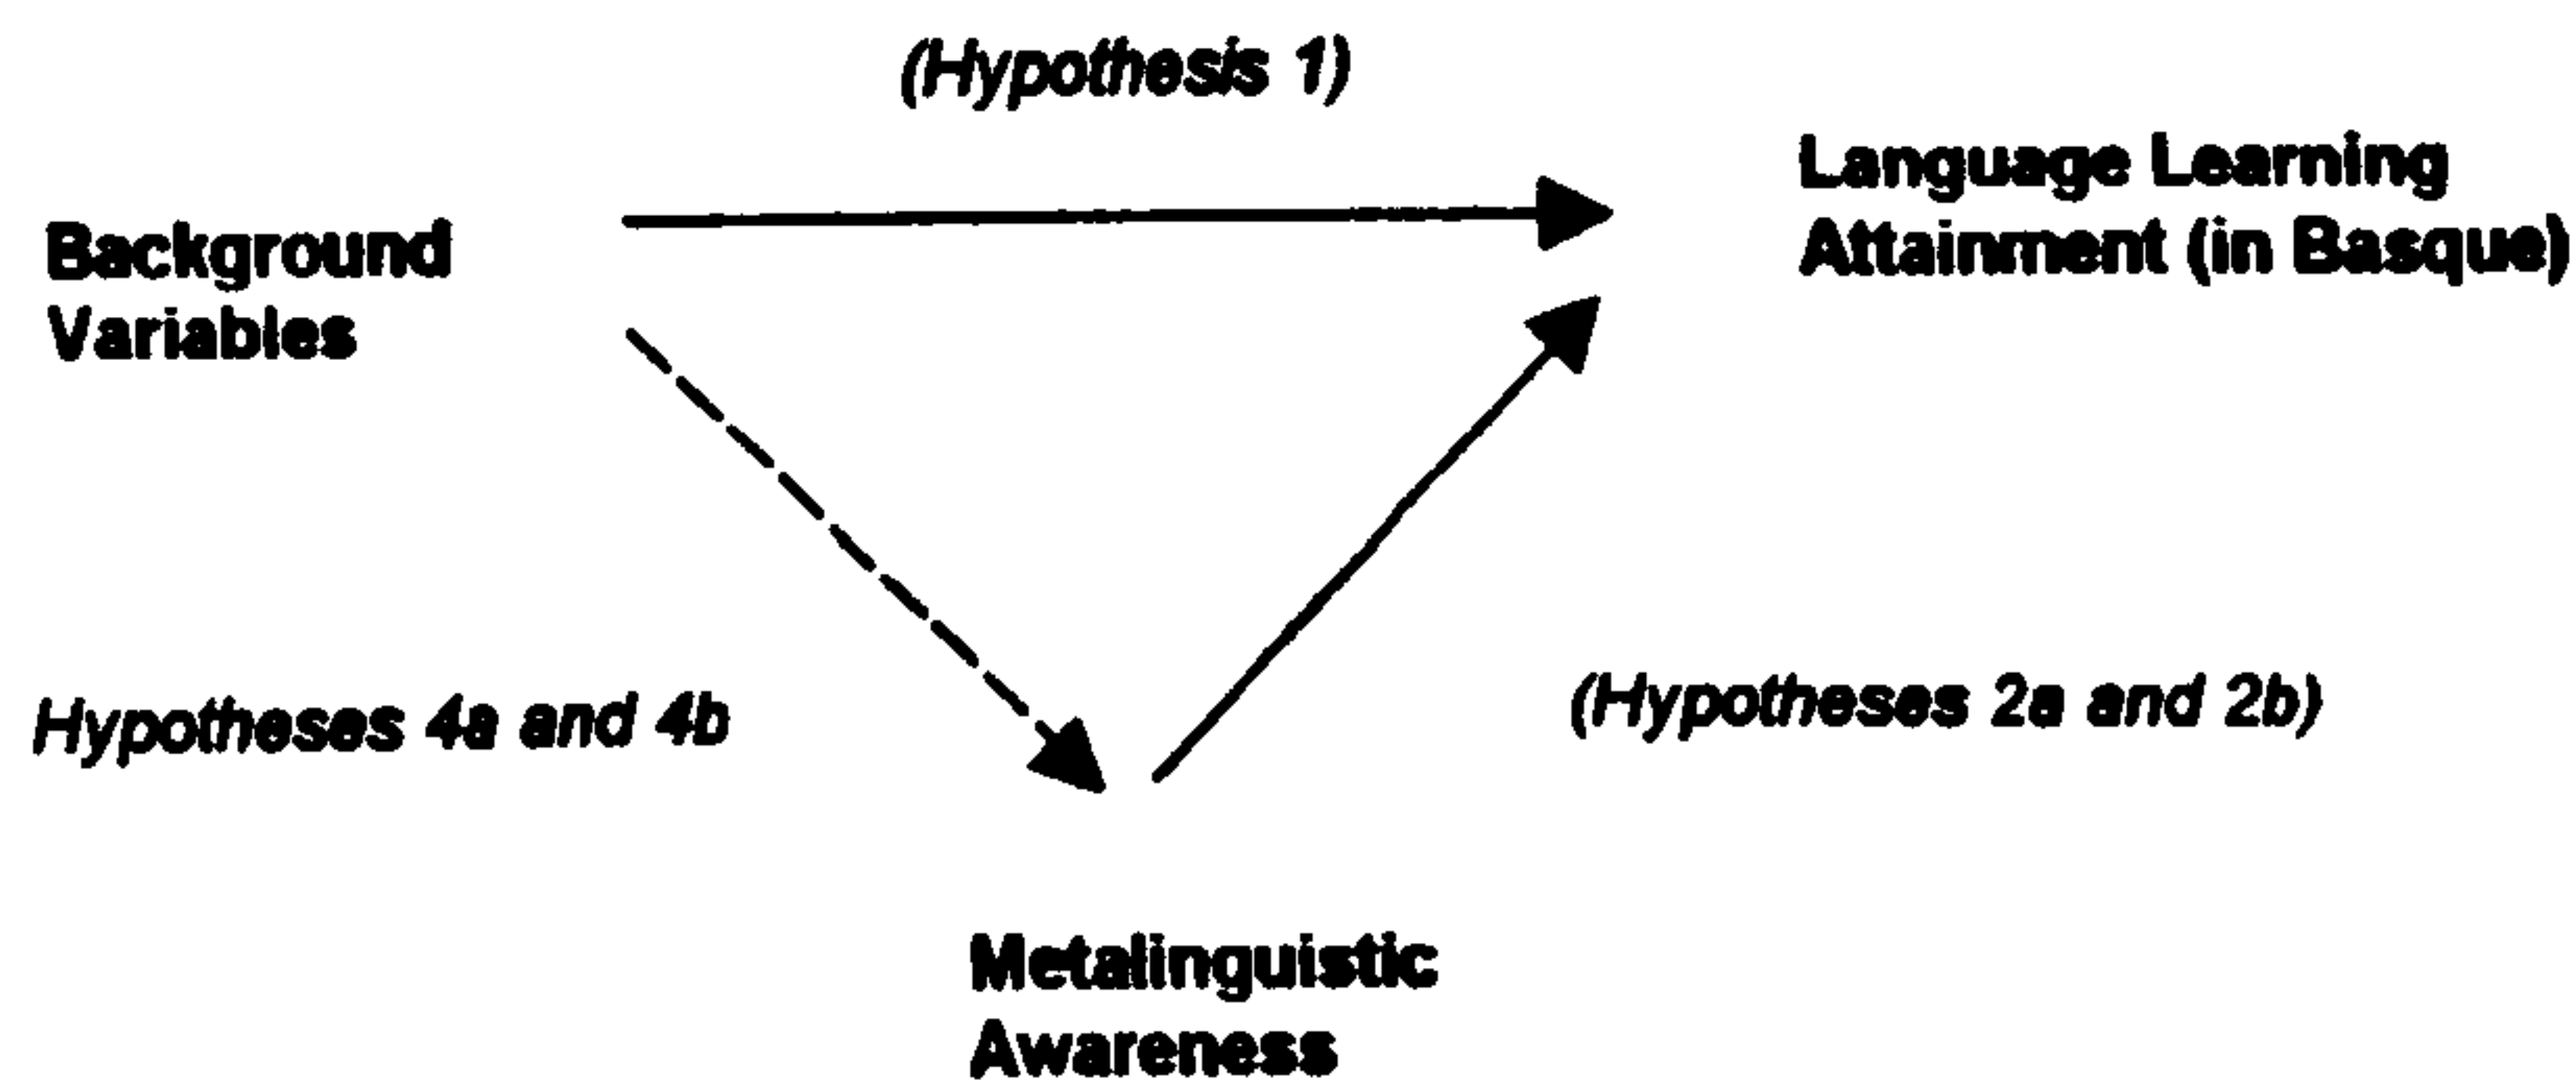 (Hypothesis 1)
Language Learning
Attainment (in Basque)
Background
Variables
Hypotheses 4a and 4b
(Hypotheses 2a and 2b)
Metalinguistic
Awareness